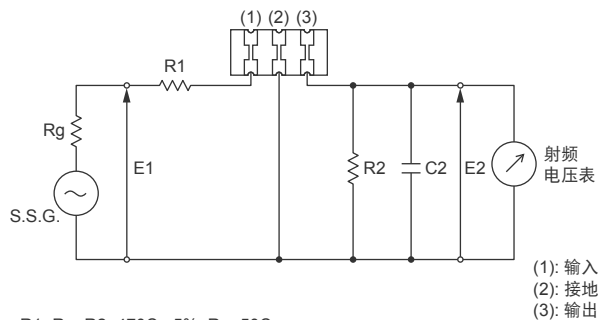 (1) (2) (3)
R1
Rg
E1
R2
C2
E2
射频
电压表
S.S.G.
(1): 输入
(2): 接地
(3): 输出